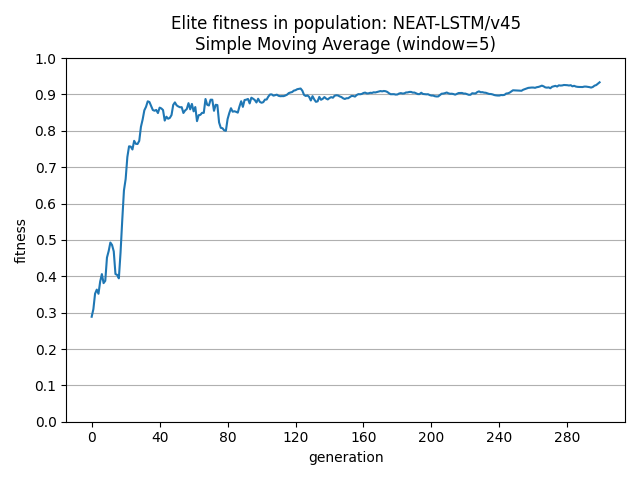 Elite fitness in population: NEAT-LSTM/v45
Simple Moving Average (window=5)
1.0
0.9
0.8
0.7
0.6
0.5
0.4
0.3
0.2
0.1
0.0
fitness
0 40 80 120 160 200 240 280
generation